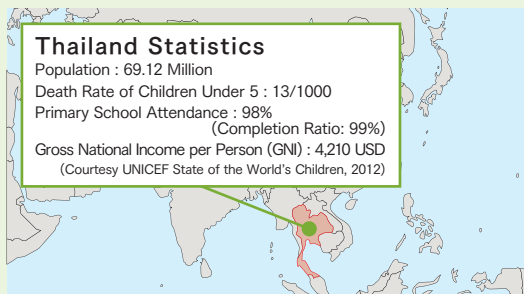 Thailand Statistics
Population : 69.12 Million
Death Rate of Children Under 5 : 13/1000
Primary School Attendance : 98%
(Completion Ratio: 99%)
Gross National Income per Person (GNI) : 4,210 USD
(Courtesy UNICEF State of the World's Children, 2012)